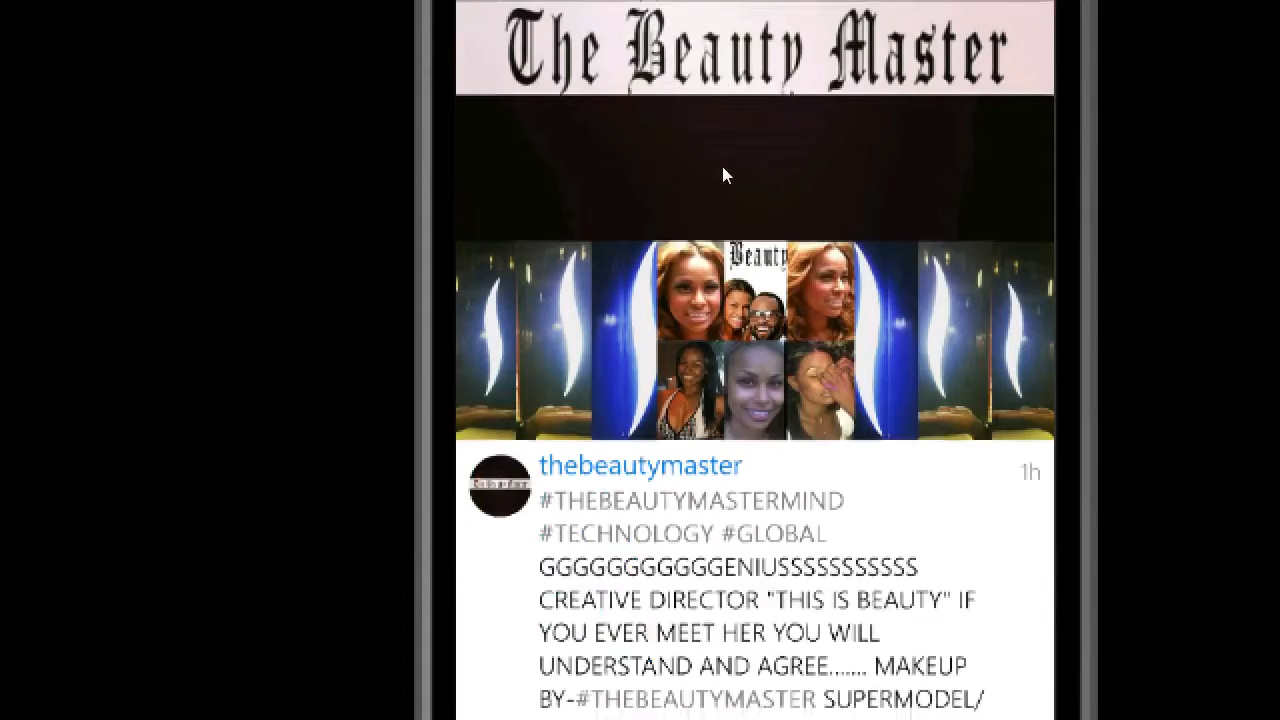 The Beauty Master
Beauty
thebeautymaster
1h
#THEBEAUTYMASTERMIND
#TECHNOLOGY #GLOBAL
GGGGGGGGGGGENIUSSSSSSSSSSS
CREATIVE DIRECTOR "THIS IS BEAUTY" IF
YOU EVER MEET HER YOU WILL
UNDERSTAND AND AGREE....... MAKEUP
BY-#THEBEAUTYMASTER SUPERMODEL/